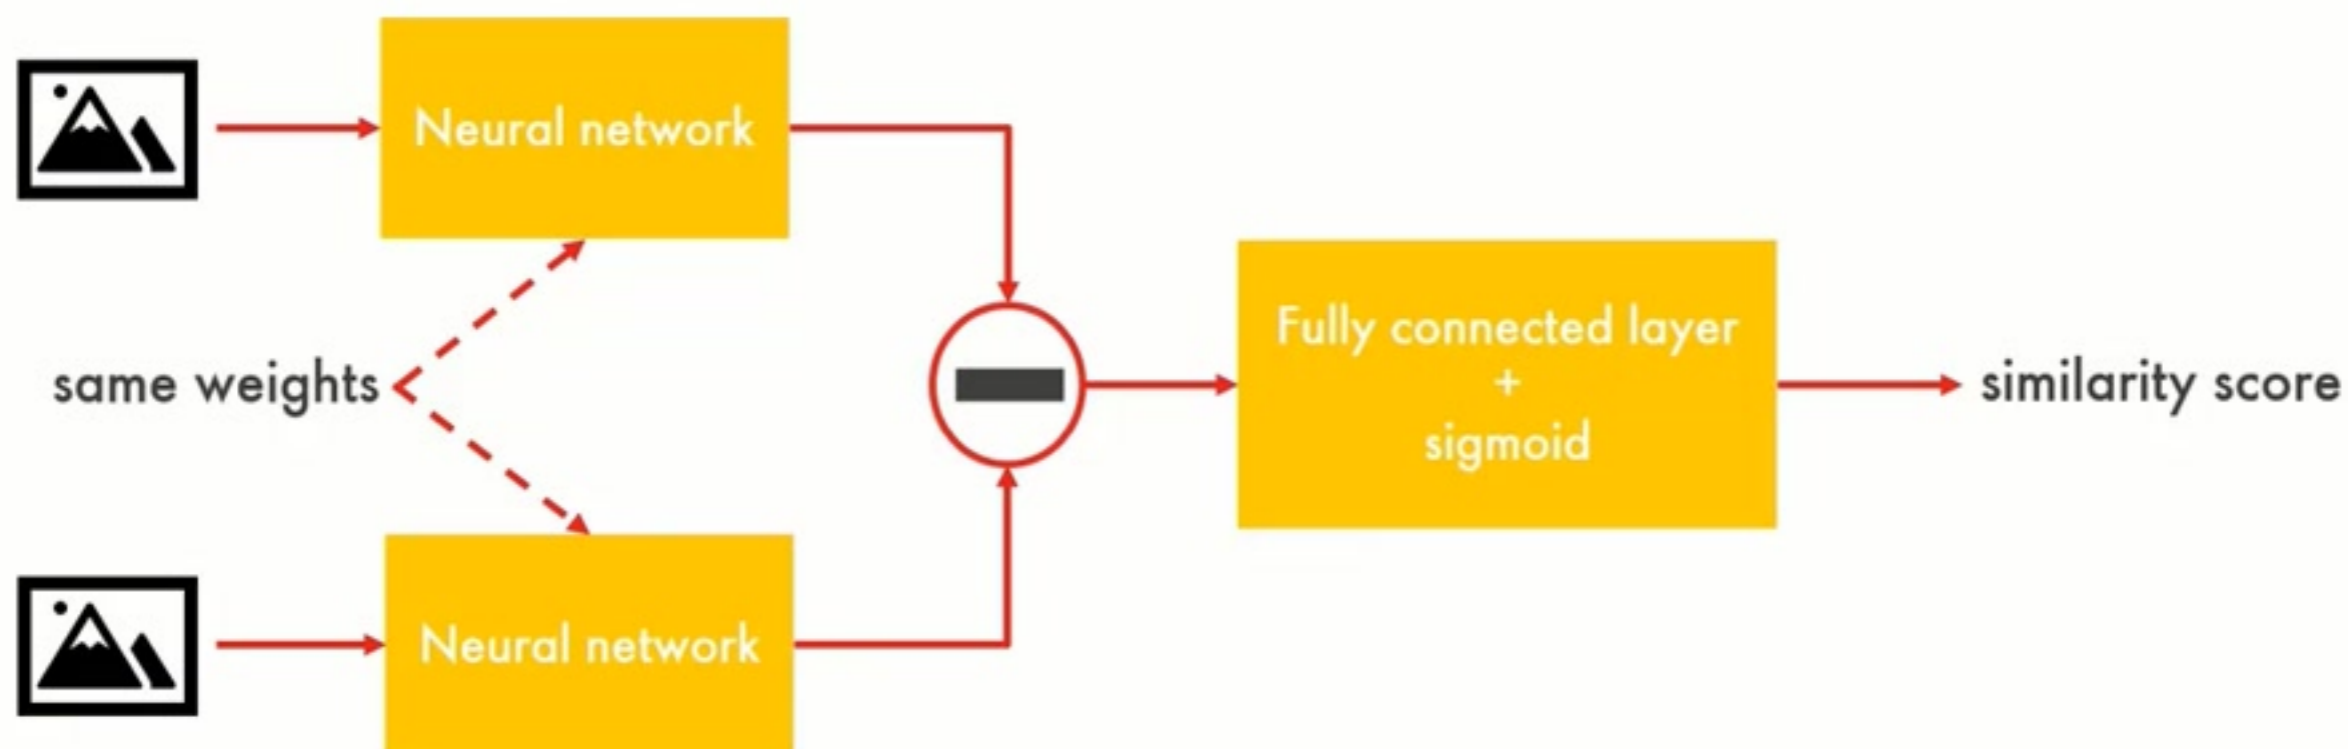 Neural network
same weights
Neural network
Fully connected layer
+
sigmoid
similarity score